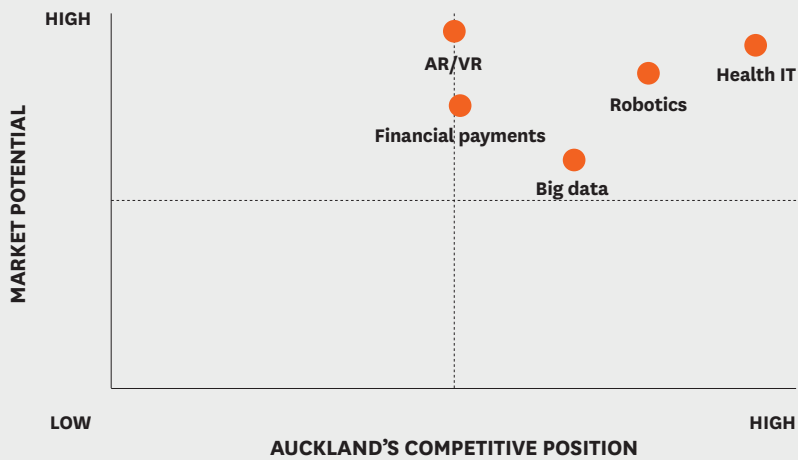 HIGH
AR/VR
Health IT
Robotics
Financial payments
Big data
MARKET POTENTIAL
LOW
HIGH
AUCKLAND’S COMPETITIVE POSITION